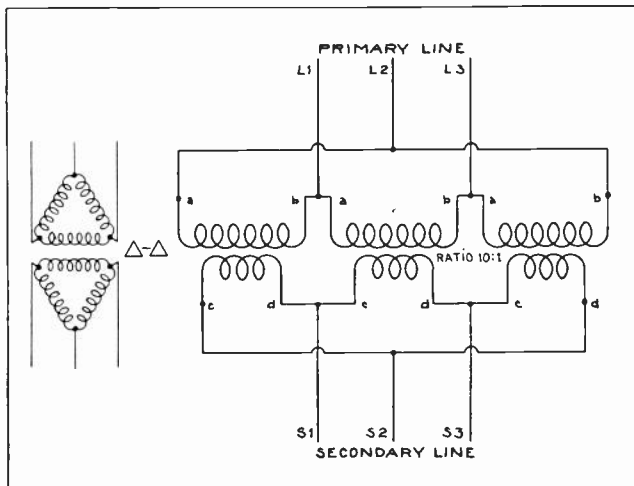 PRIMARY LINE
L1 L2 L3
a b a b a b
Δ-Δ
RATIO 10:1
c d c d c d
S1 S2 S3
SECONDARY LINE